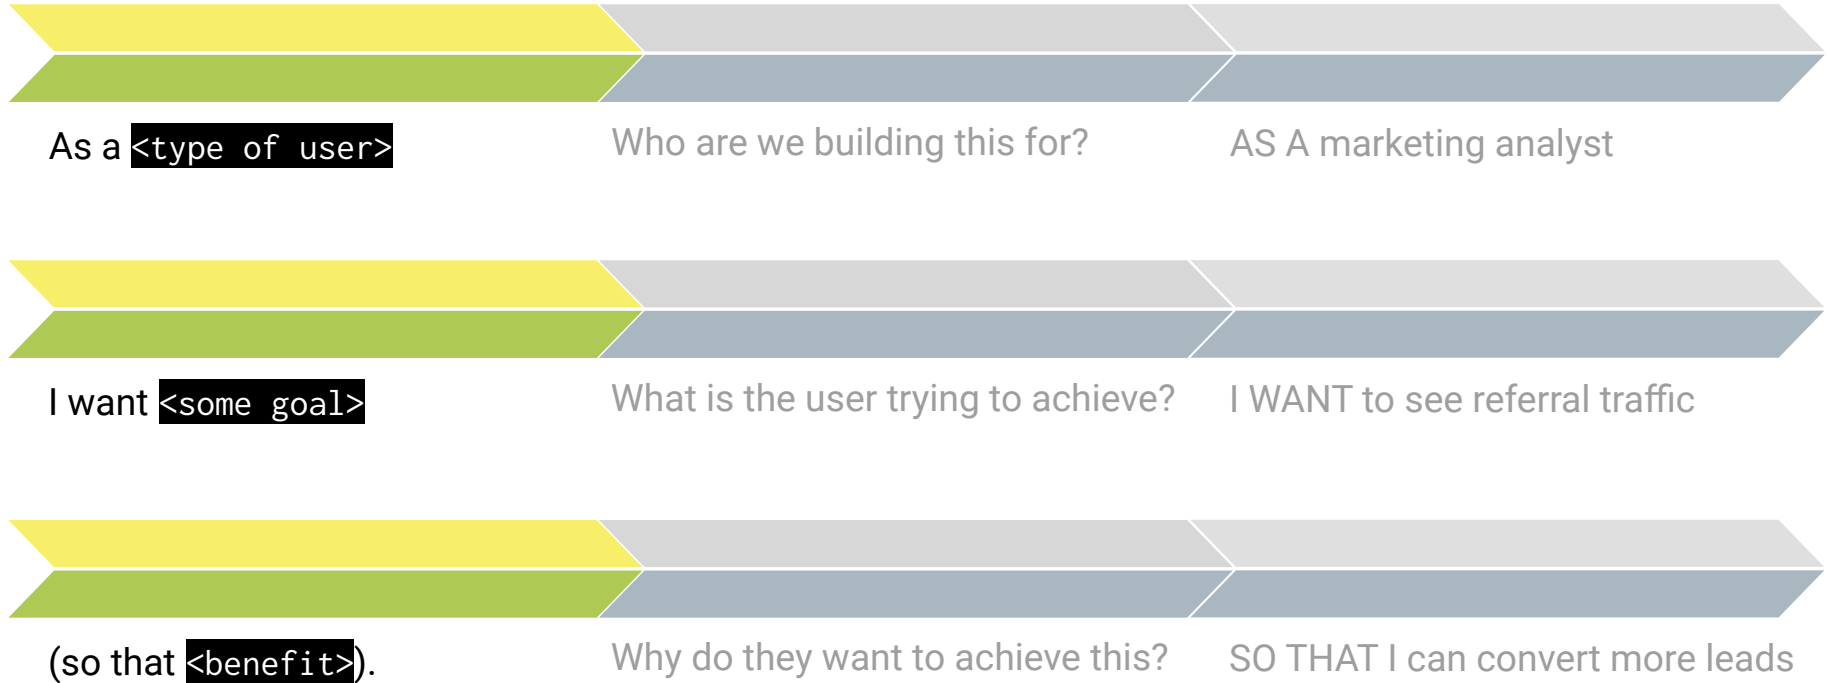 As a <type of user>
Who are we building this for?
AS A marketing analyst
I want <some goal>
What is the user trying to achieve?
I WANT to see referral traffic
(so that <benefit>).
Why do they want to achieve this?
SO THAT I can convert more leads